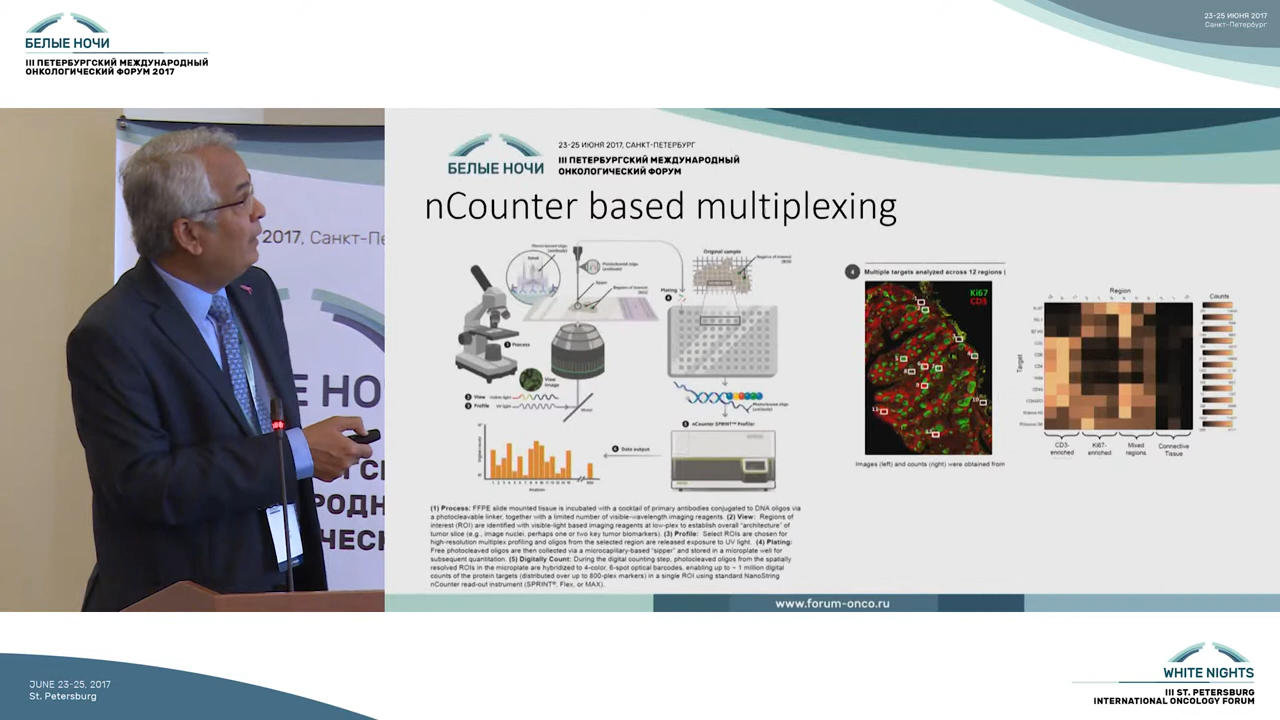 БЕЛЫЕ НОЧИ
III ПЕТЕРБУРГСКИЙ МЕЖДУНАРОДНЫЙ
ОНКОЛОГИЧЕСКИЙ ФОРУМ 2017
23-25 ИЮНЯ 2017
Санкт-Петербург
2017, Санкт-Пе
Е НО
23-25 ИЮНЯ 2017, САНКТ-ПЕТЕРБУРГ
БЕЛЫЕ НОЧИ
III ПЕТЕРБУРГСКИЙ МЕЖДУНАРОДНЫЙ
ОНКОЛОГИЧЕСКИЙ ФОРУМ
nCounter based multiplexing
Original sample
Plating
Process
View
image
View
Profile
UV light
Mirror
nCounter SPRINT™ Profiler
Data output
4 Multiple targets analyzed across 12 regions
Ki67
CD3
Region
Counts
Target
CD3-
enriched
Ki67-
enriched
Mixed
regions
Connective
Tissue
Images (left) and counts (right) were obtained from
(1) Process: FFPE slide mounted tissue is incubated with a cocktail of primary antibodies conjugated to DNA oligos via
a photocleavable linker, together with a limited number of visible-wavelength imaging reagents. (2) View: Regions of
interest (ROI) are identified with visible-light based imaging reagents at low-plex to establish overall "architecture" of
tumor slice (e.g., image nuclei, perhaps one or two key tumor biomarkers). (3) Profile: Select ROIs are chosen for
high-resolution multiplex profiling and oligos from the selected region are released exposure to UV light. (4) Plating:
Free photocleaved oligos are then collected via a microcapillary-based "sipper" and stored in a microplate well for
subsequent quantitation. (5) Digitally Count: During the digital counting step, photocleaved oligos from the spatially
resolved ROIs in the microplate are hybridized to 4-color, 6-spot optical barcodes, enabling up to ~ 1 million digital
counts of the protein targets (distributed over up to 800-plex markers) in a single ROI using standard NanoString
nCounter read-out instrument (SPRINT®, Flex, or MAX).
www.forum-onco.ru
JUNE 23-25, 2017
St. Petersburg
WHITE NIGHTS
III ST. PETERSBURG
INTERNATIONAL ONCOLOGY FORUM